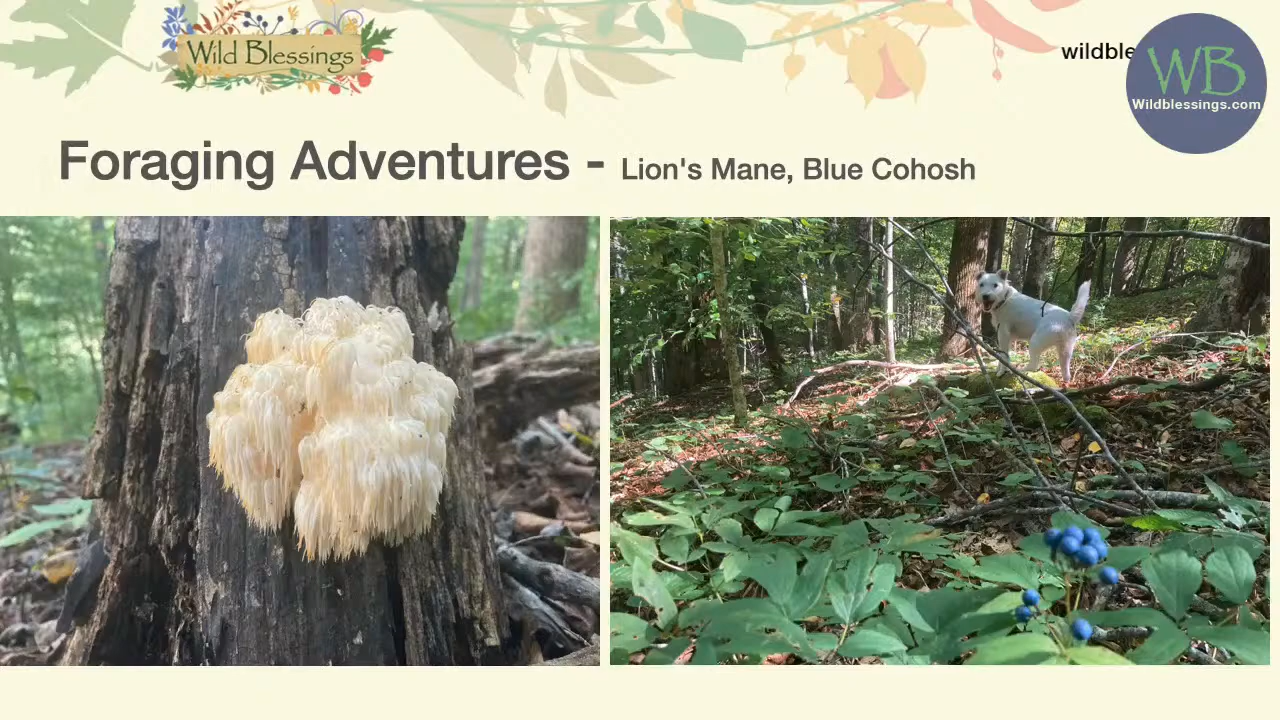 Wild Blessings
wildble
WB
Wildblessings.com
Foraging Adventures - Lion's Mane, Blue Cohosh